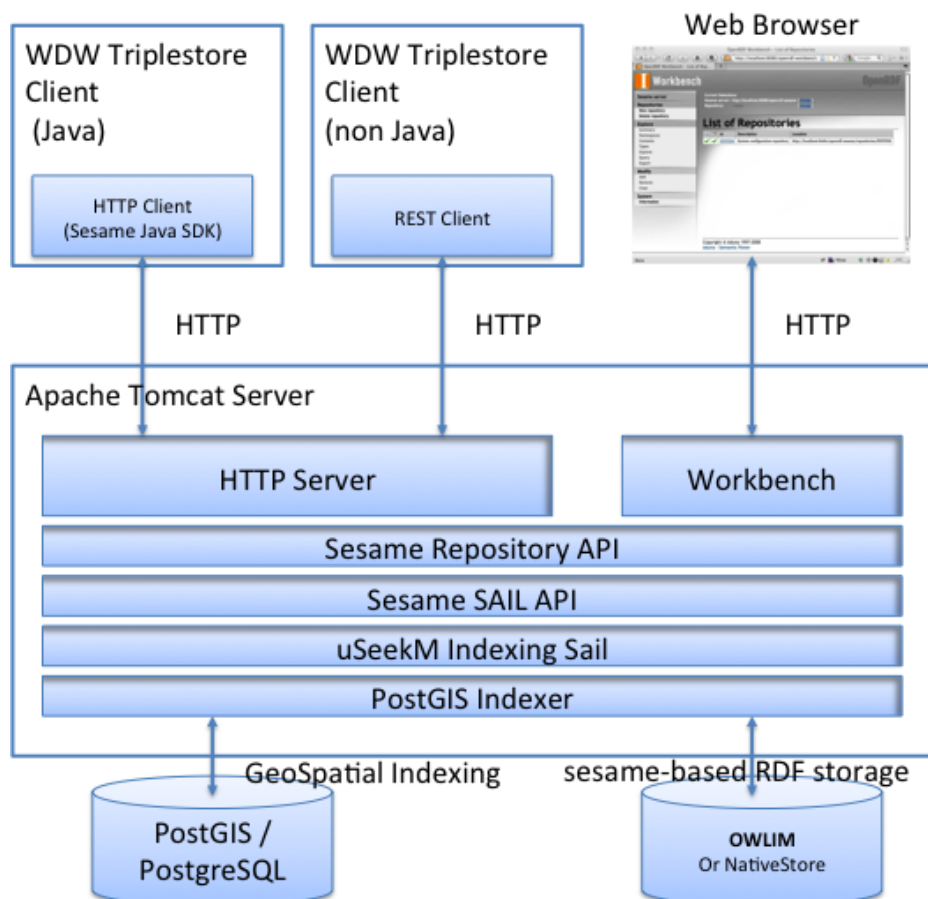 WDW Triplestore
Client
(Java)
HTTP Client
(Sesame Java SDK)
WDW Triplestore
Client
(non Java)
REST Client
Web Browser
Workbench
OpenRDF
List of Repositories
HTTP
HTTP
HTTP
Apache Tomcat Server
HTTP Server
Workbench
Sesame Repository API
Sesame SAIL API
uSeekM Indexing Sail
PostGIS Indexer
GeoSpatial Indexing
sesame-based RDF storage
PostGIS /
PostgreSQL
OWLIM
Or NativeStore